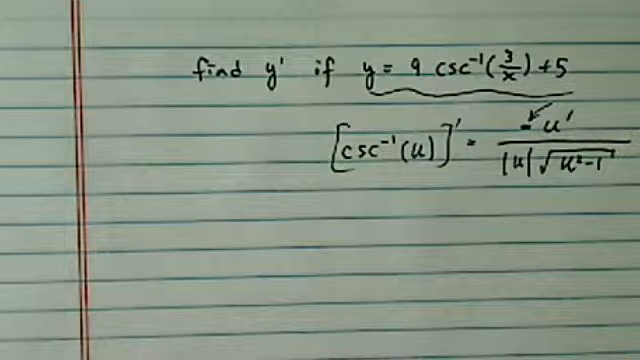 find y' if y = 9 csc⁻¹(3/x) + 5
[csc⁻¹(u)]' = -u' / |u|√(u²-1)